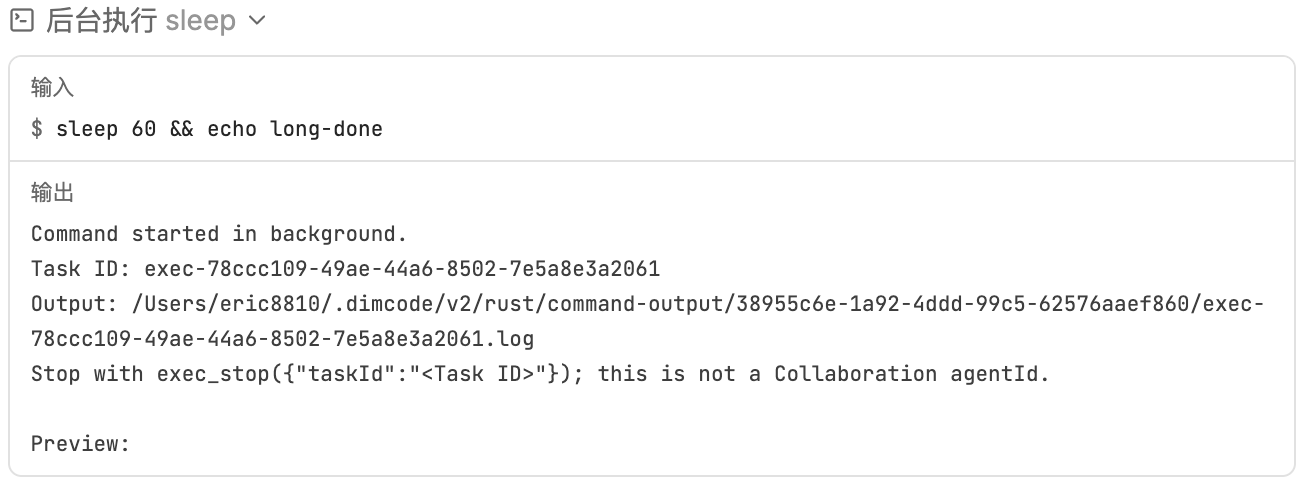 后台执行 sleep
输入
$ sleep 60 && echo long-done
输出
Command started in background.
Task ID: exec-78ccc109-49ae-44a6-8502-7e5a8e3a2061
Output: /Users/eric8810/.dimcode/v2/rust/command-output/38955c6e-1a92-4ddd-99c5-62576aaef860/exec-
78ccc109-49ae-44a6-8502-7e5a8e3a2061.log
Stop with exec_stop({"taskId":"<Task ID>"}); this is not a Collaboration agentId.
Preview: